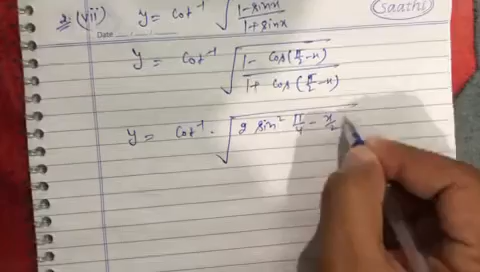 2 (vii) y = Cot⁻¹ √((1-sinx)/(1+sinx)) Saathi
Date
y = Cot⁻¹ √((1 - Cos(π/2 - x))/(1 + Cos(π/2 - x)))
y = Cot⁻¹ · √(2 sin² π/4 - x/2